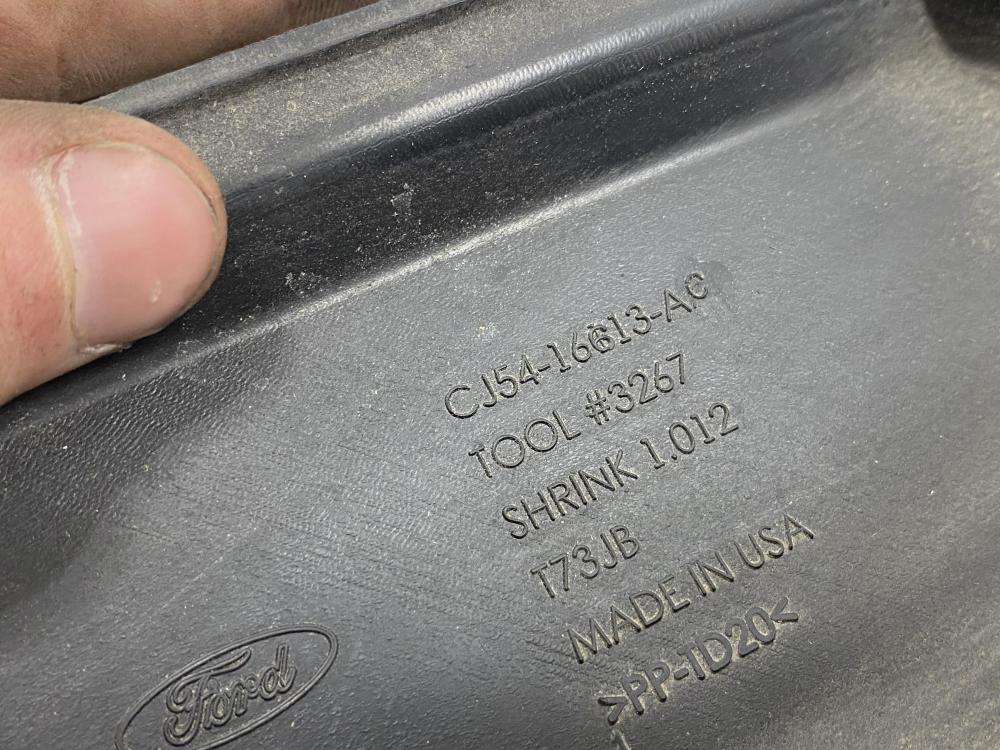 CJ54-16613-AC
TOOL #3267
SHRINK 1.012
T73JB
MADE IN USA
>PP-TD20<
Ford